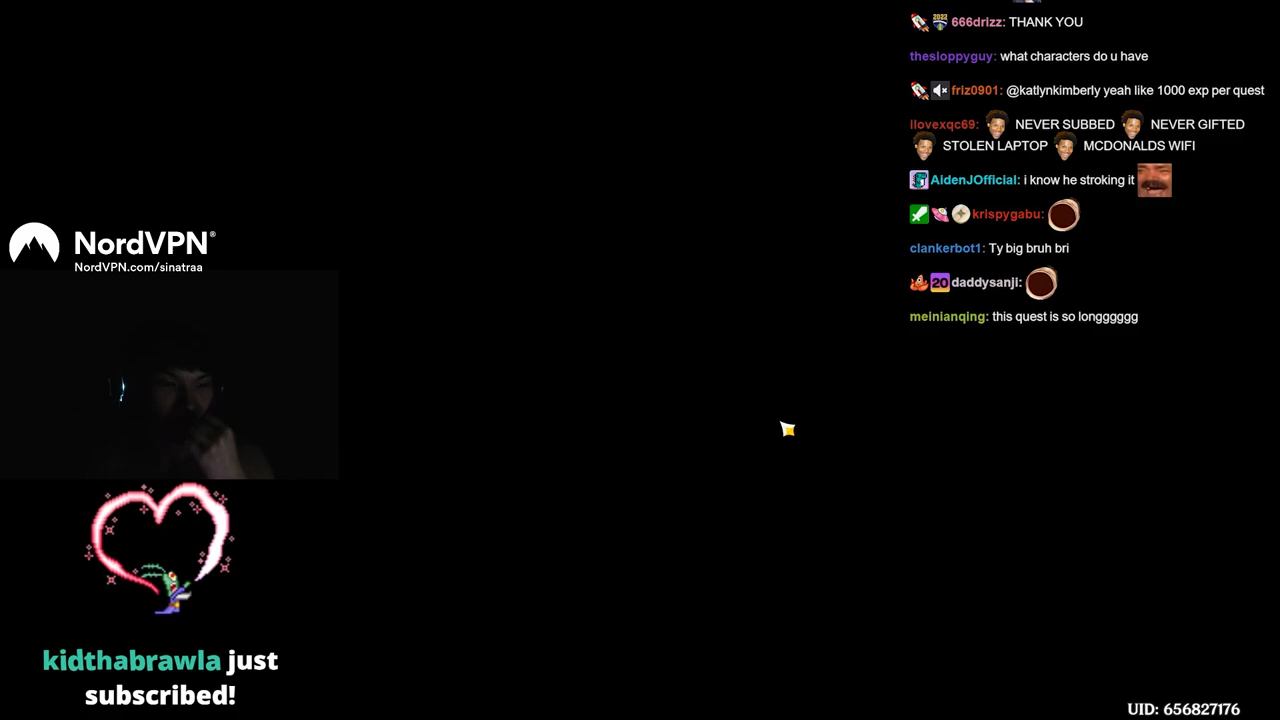 666drizz: THANK YOU
thesloppyguy: what characters do u have
friz0901: @katlynkimberly yeah like 1000 exp per quest
ilovexqc69: NEVER SUBBED NEVER GIFTED
STOLEN LAPTOP MCDONALDS WIFI
AidenJOfficial: i know he stroking it
krispygabu:
clankerbot1: Ty big bruh bri
20 daddysanji:
meinianqing: this quest is so longggggg
NordVPN®
NordVPN.com/sinatraa
kidthabrawla just
subscribed!
UID: 656827176